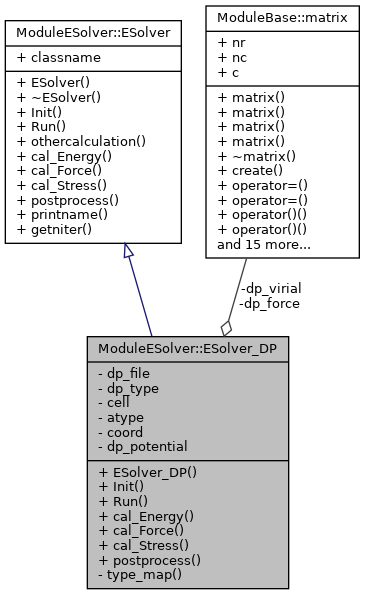 ModuleESolver::ESolver
+ classname
+ ESolver()
+ ~ESolver()
+ Init()
+ Run()
+ othercalculation()
+ cal_Energy()
+ cal_Force()
+ cal_Stress()
+ postprocess()
+ printname()
+ getniter()
ModuleBase::matrix
+ nr
+ nc
+ c
+ matrix()
+ matrix()
+ matrix()
+ matrix()
+ ~matrix()
+ create()
+ operator=()
+ operator=()
+ operator()()
+ operator()()
and 15 more...
-dp_virial
-dp_force
ModuleESolver::ESolver_DP
- dp_file
- dp_type
- cell
- atype
- coord
- dp_potential
+ ESolver_DP()
+ Init()
+ Run()
+ cal_Energy()
+ cal_Force()
+ cal_Stress()
+ postprocess()
- type_map()